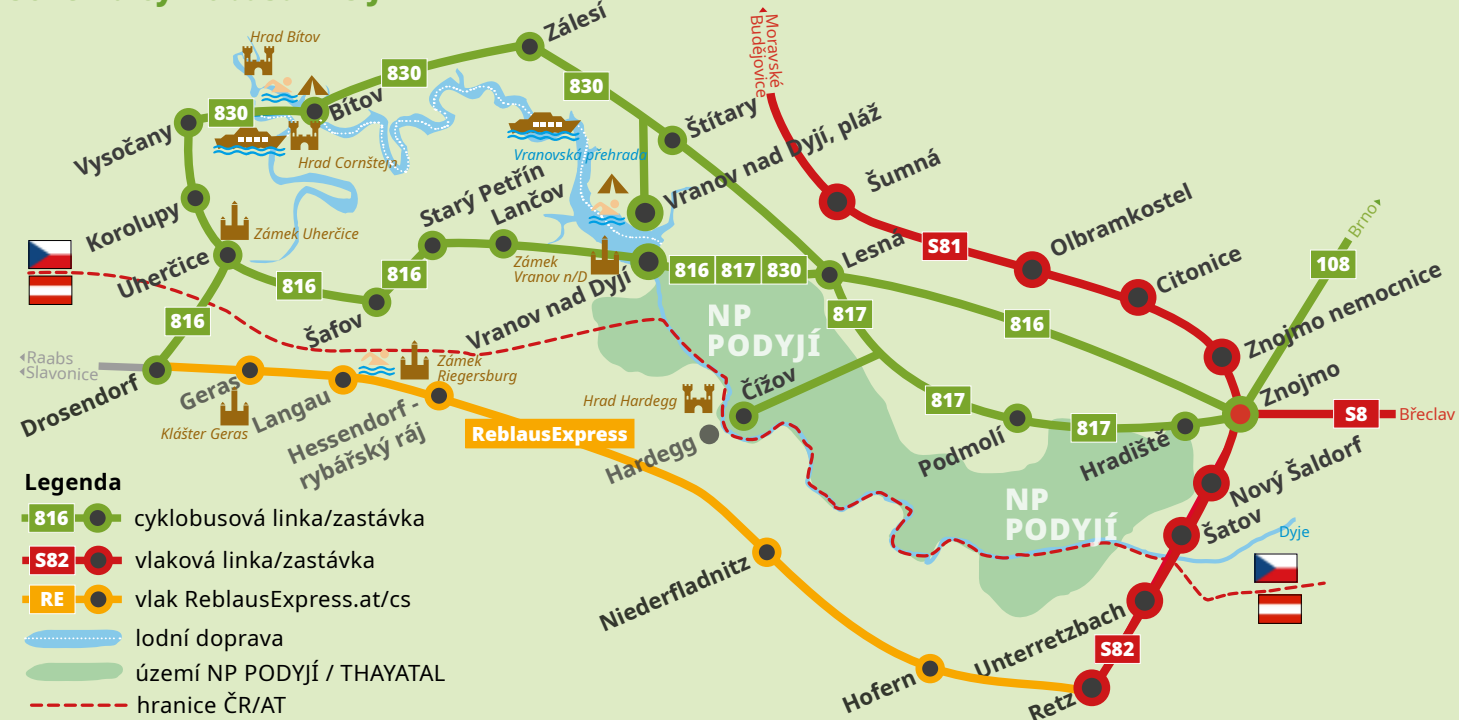 Hrad Bítov
Zálesí
Moravské
Budějovice
830
830
830
Bítov
Vysočany
Štítary
Hrad Cornštejn
Vranovská přehrada
Vranov nad Dyjí, pláž
Šumná
Starý Petřín
Lančov
Korolupy
Zámek Uherčice
Olbramkostel
Brno
S81
Lesná
108
Uherčice
816
816
Zámek
Vranov n/D
Vranov nad Dyjí
816 817 830
Citonice
816
Šafov
NP
PODYJÍ
817
816
Znojmo nemocnice
Raabs
Slavonice
Drosendorf
Geras
Langau
Zámek
Riegersburg
Klášter Geras
Hessendorf -
rybářský ráj
ReblausExpress
Hrad Hardegg
Čížov
Hardegg
817
817
Podmolí
Hradiště
Znojmo
S8
Břeclav
Nový Šaldorf
NP
PODYJÍ
Šatov
Dyje
Niederfladnitz
Unterretzbach
S82
Hofern
Retz
Legenda
816 cyklobusová linka/zastávka
S82 vlaková linka/zastávka
RE vlak ReblausExpress.at/cs
lodní doprava
území NP PODYJÍ / THAYATAL
hranice ČR/AT